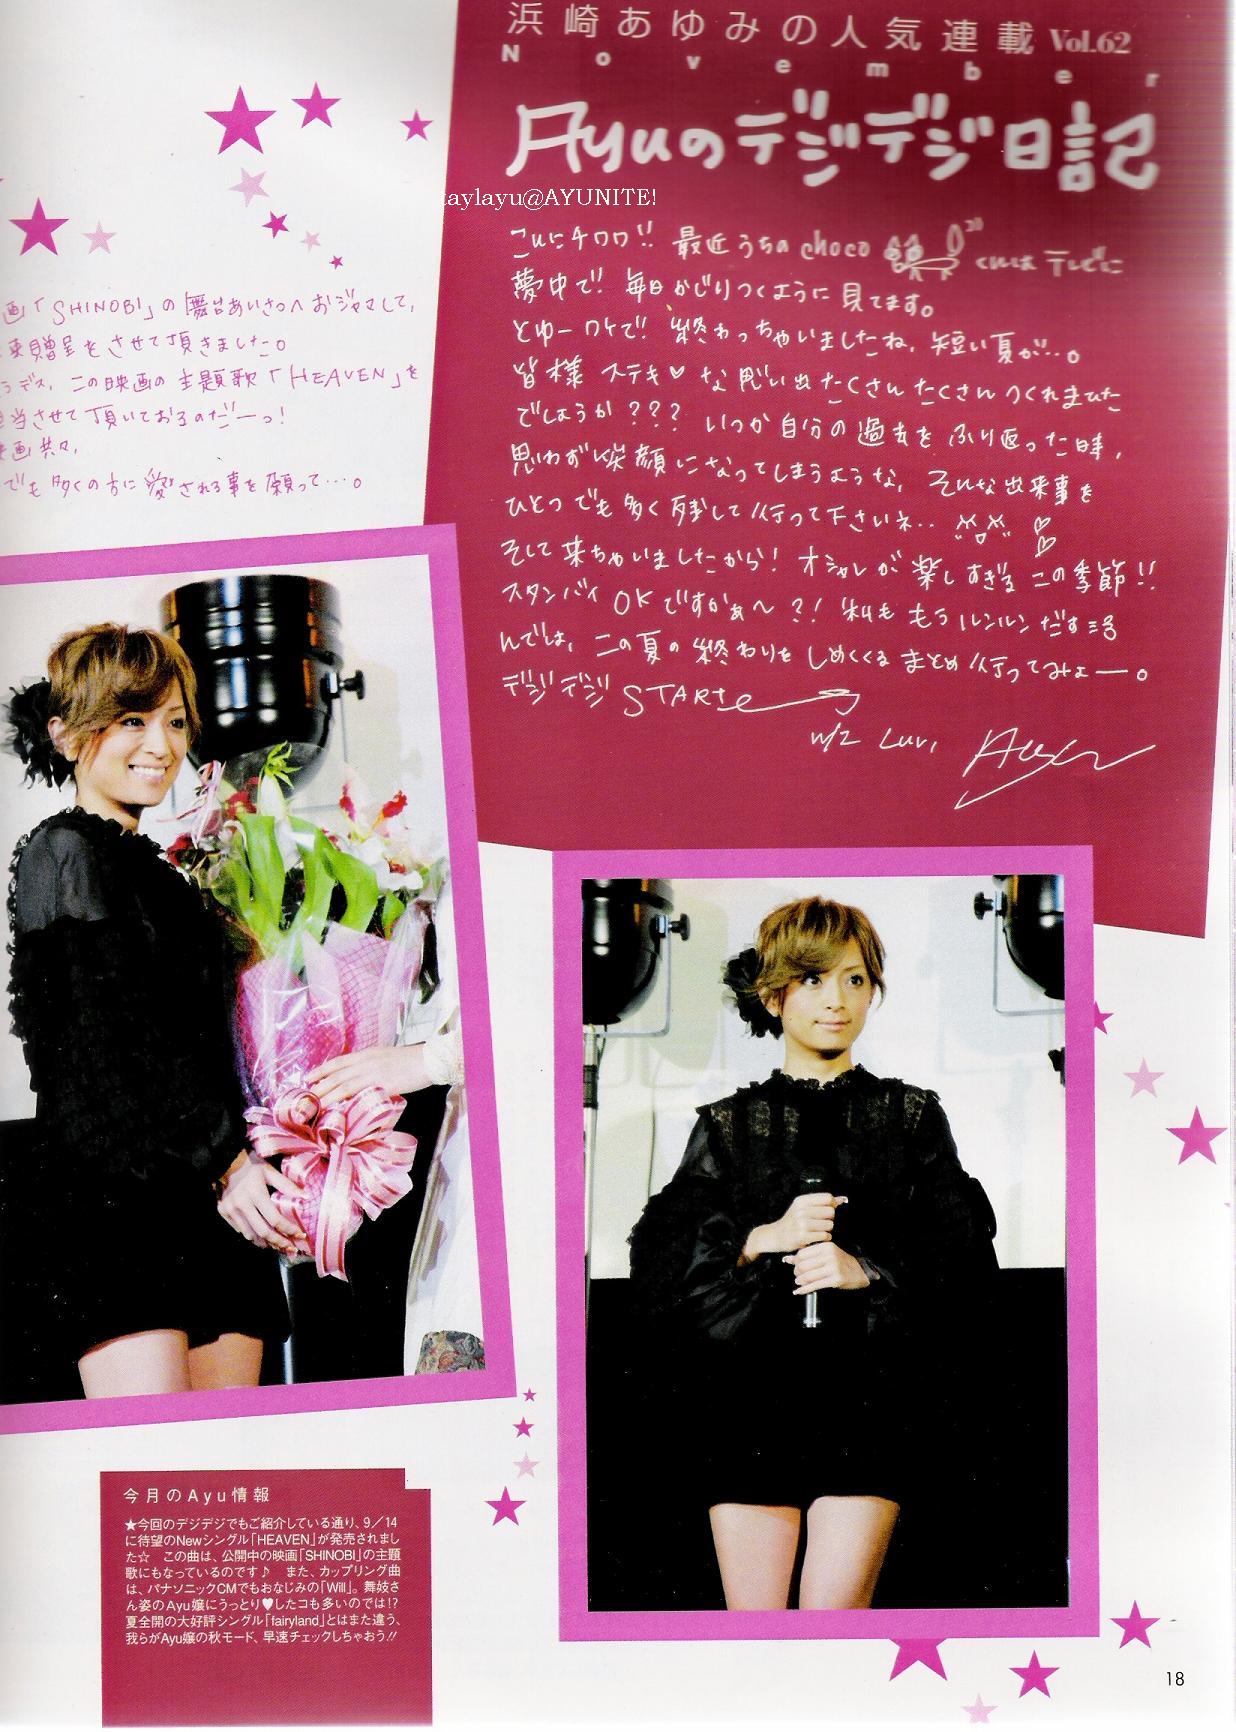 浜崎あゆみの人気連載 Vol.62
November
Ayuのデジデジ日記
taylayu@AYUNITE!
こんにチワワ!! 最近うちの choco くんは テレビに
夢中で! 毎日かじりつくように見てます。
とゆーワケで! 終わっちゃいましたね、短い夏が…。
皆様 ステキ♥な思い出たくさんたくさんつくれました
でしょうか??? いつか自分の過去をふり返った時,
思わず笑顔になってしまうような, そんな出来事を
ひとつでも多く残して行って下さいネ..
そして来ちゃいましたから! オシャレが楽しすぎるこの季節!!
スタンバイ OKですかぁ〜?! 私ももうルンルンだす
んでは, この夏の終わりをしめくくるまとめ行ってみょー。
デジデジ START
Luv,
Ayu
画「SHINOBI」の舞台あいさつへおジャマして,
束贈呈をさせて頂きました。
デス, この映画の主題歌「HEAVEN」を
当させて頂いておるのだーっ!
画共々,
でも多くの方に愛される事を願って…。
今月のAyu情報
★今回のデジデジでもご紹介している通り、9/14
に待望のNewシングル「HEAVEN」が発売されまし
た☆ この曲は、公開中の映画「SHINOBI」の主題
歌にもなっているのです♪ また、カップリング曲
は、パナソニックCMでもおなじみの「Will」。舞妓さ
ん姿のAyu嬢にうっとり♥したコも多いのでは!?
夏全開の大好評シングル「fairyland」とはまた違う、
我らがAyu嬢の秋モード、早速チェックしちゃおう!!
18